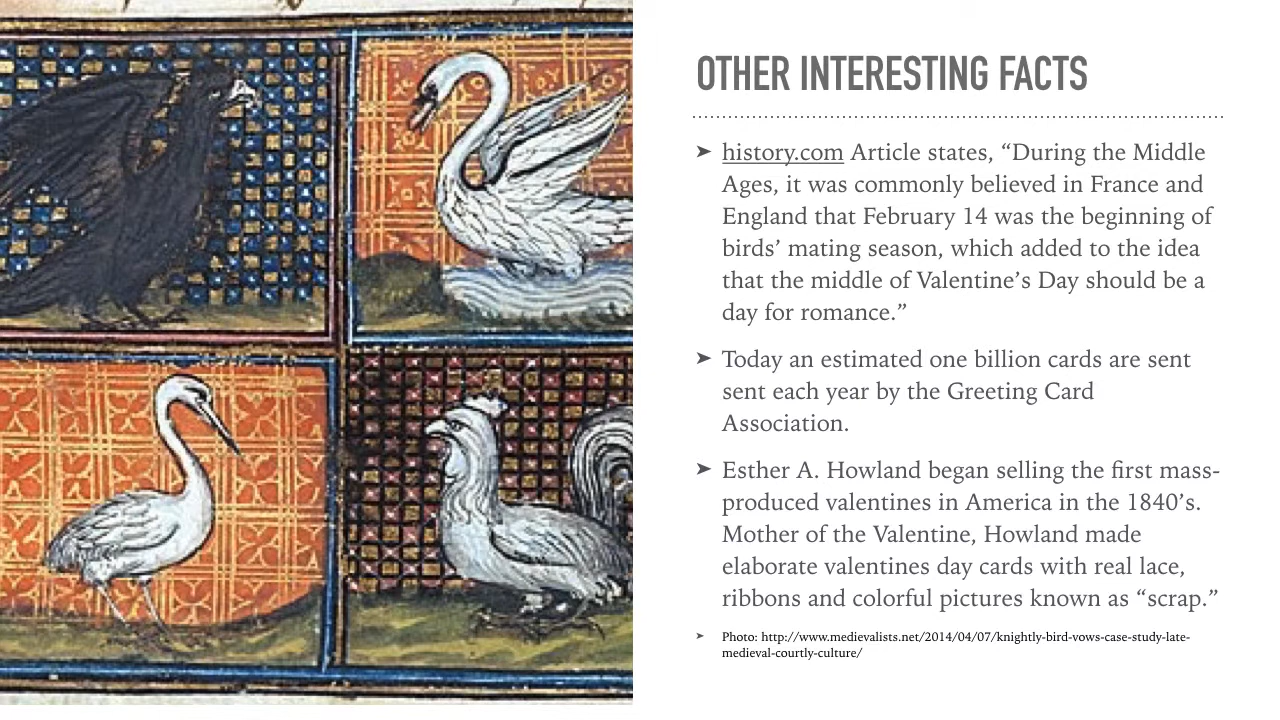 OTHER INTERESTING FACTS
➤ history.com Article states, “During the Middle
Ages, it was commonly believed in France and
England that February 14 was the beginning of
birds’ mating season, which added to the idea
that the middle of Valentine’s Day should be a
day for romance.”
➤ Today an estimated one billion cards are sent
sent each year by the Greeting Card
Association.
➤ Esther A. Howland began selling the first mass-
produced valentines in America in the 1840’s.
Mother of the Valentine, Howland made
elaborate valentines day cards with real lace,
ribbons and colorful pictures known as “scrap.”
➤ Photo: http://www.medievalists.net/2014/04/07/knightly-bird-vows-case-study-late-
medieval-courtly-culture/